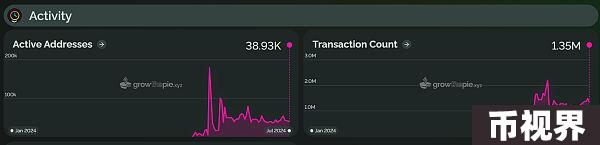 Activity
Active Addresses
38.93K
200k
100k
growthepie.xyz
Jan 2024
Jul 2024
Transaction Count
1.35M
3.0M
2.0M
1.0M
growthepie.xyz
Jan 2024
币视界